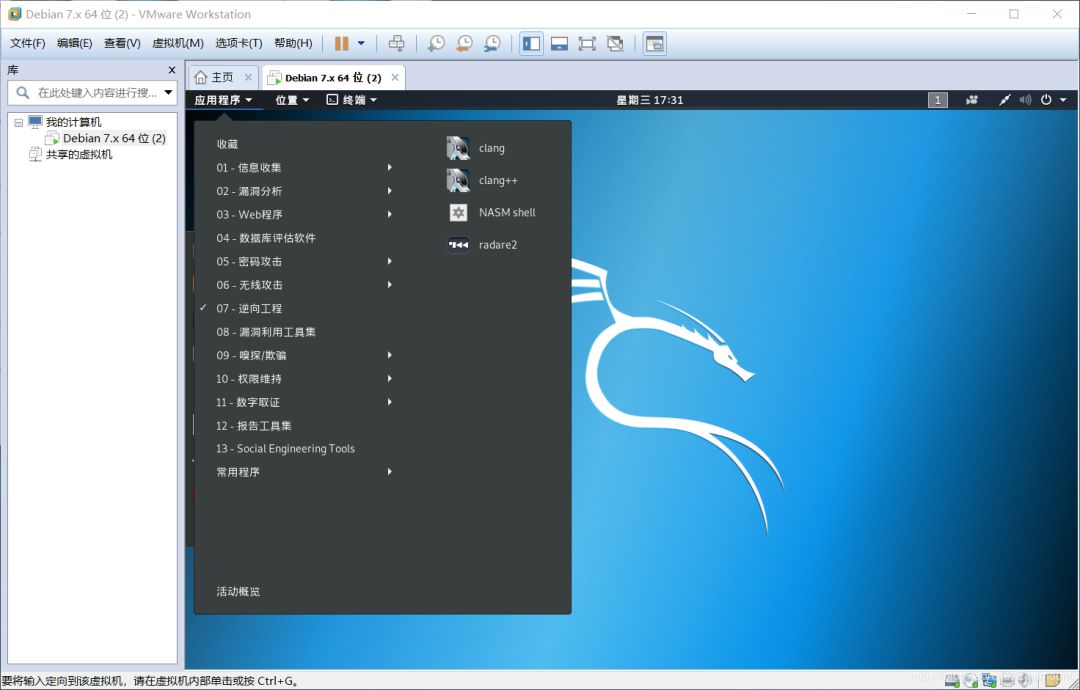 Debian 7.x 64 位 (2) - VMware Workstation
文件(F) 编辑(E) 查看(V) 虚拟机(M) 选项卡(T) 帮助(H)
库
主页
Debian 7.x 64 位 (2)
在此处键入内容进行搜...
应用程序 位置 终端 星期三 17:31 1
我的计算机
Debian 7.x 64 位 (2)
共享的虚拟机
收藏
01 - 信息收集
02 - 漏洞分析
03 - Web程序
04 - 数据库评估软件
05 - 密码攻击
06 - 无线攻击
07 - 逆向工程
08 - 漏洞利用工具集
09 - 嗅探/欺骗
10 - 权限维持
11 - 数字取证
12 - 报告工具集
13 - Social Engineering Tools
常用程序
活动概览
clang
clang++
NASM shell
radare2
要将输入定向到该虚拟机，请在虚拟机内部单击或按 Ctrl+G。